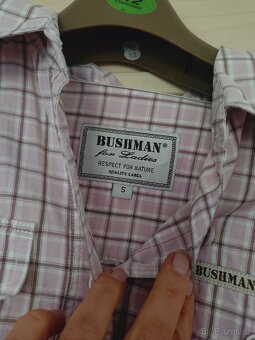 BUSHMAN®
for Ladies
RESPECT FOR NATURE
QUALITY LABEL
S
BUSHMAN